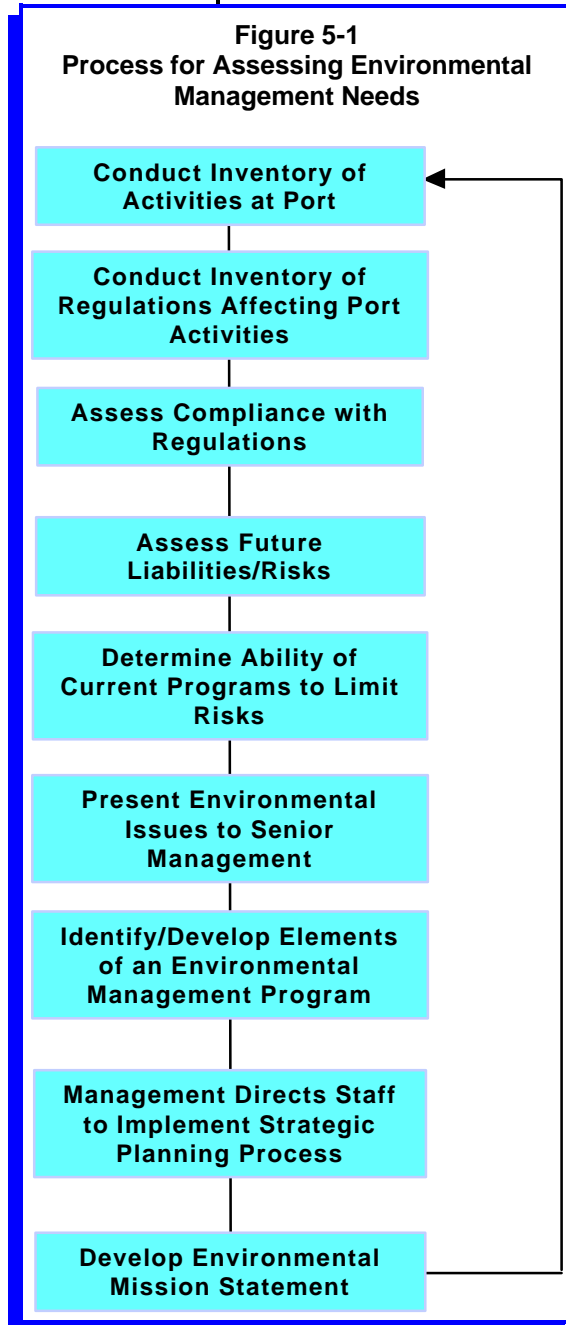 Figure 5-1
Process for Assessing Environmental
Management Needs
Conduct Inventory of
Activities at Port
Conduct Inventory of
Regulations Affecting Port
Activities
Assess Compliance with
Regulations
Assess Future
Liabilities/Risks
Determine Ability of
Current Programs to Limit
Risks
Present Environmental
Issues to Senior
Management
Identify/Develop Elements
of an Environmental
Management Program
Management Directs Staff
to Implement Strategic
Planning Process
Develop Environmental
Mission Statement